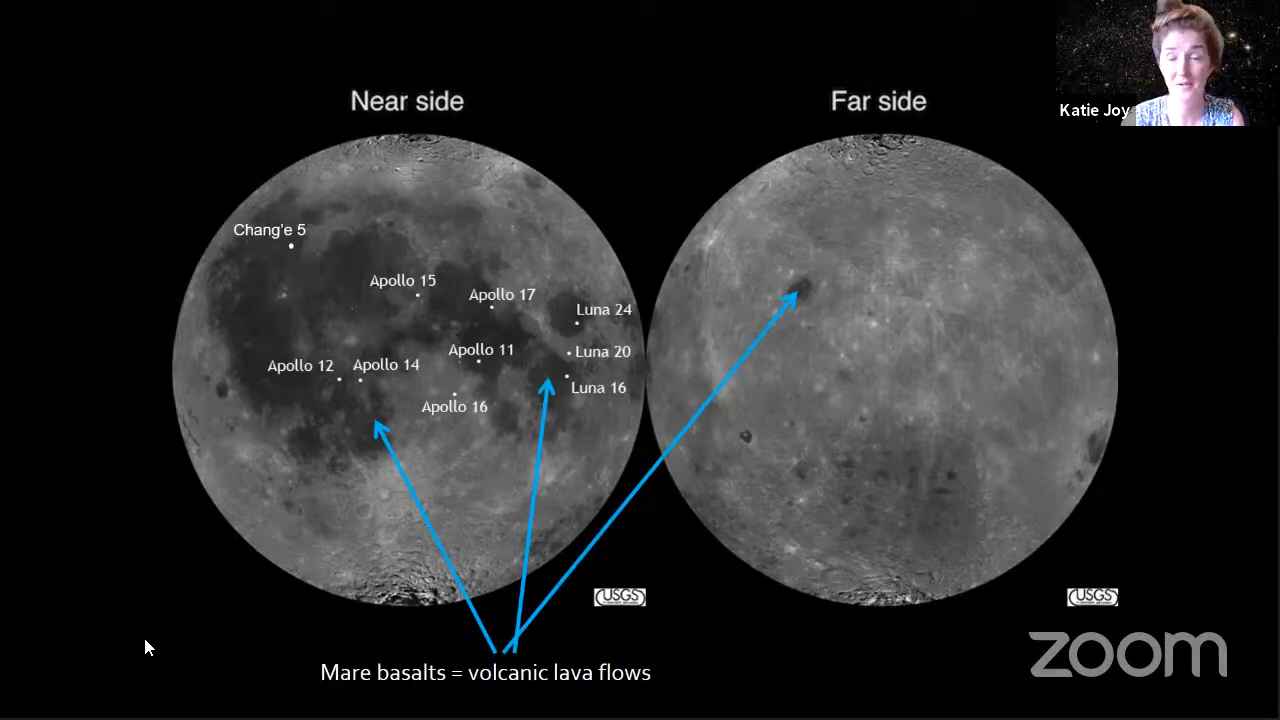 Near side
Far side
Katie Joy
Chang'e 5
Apollo 15
Apollo 17
Luna 24
Apollo 11
Luna 20
Apollo 12
Apollo 14
Luna 16
Apollo 16
USGS
USGS
zoom
Mare basalts = volcanic lava flows